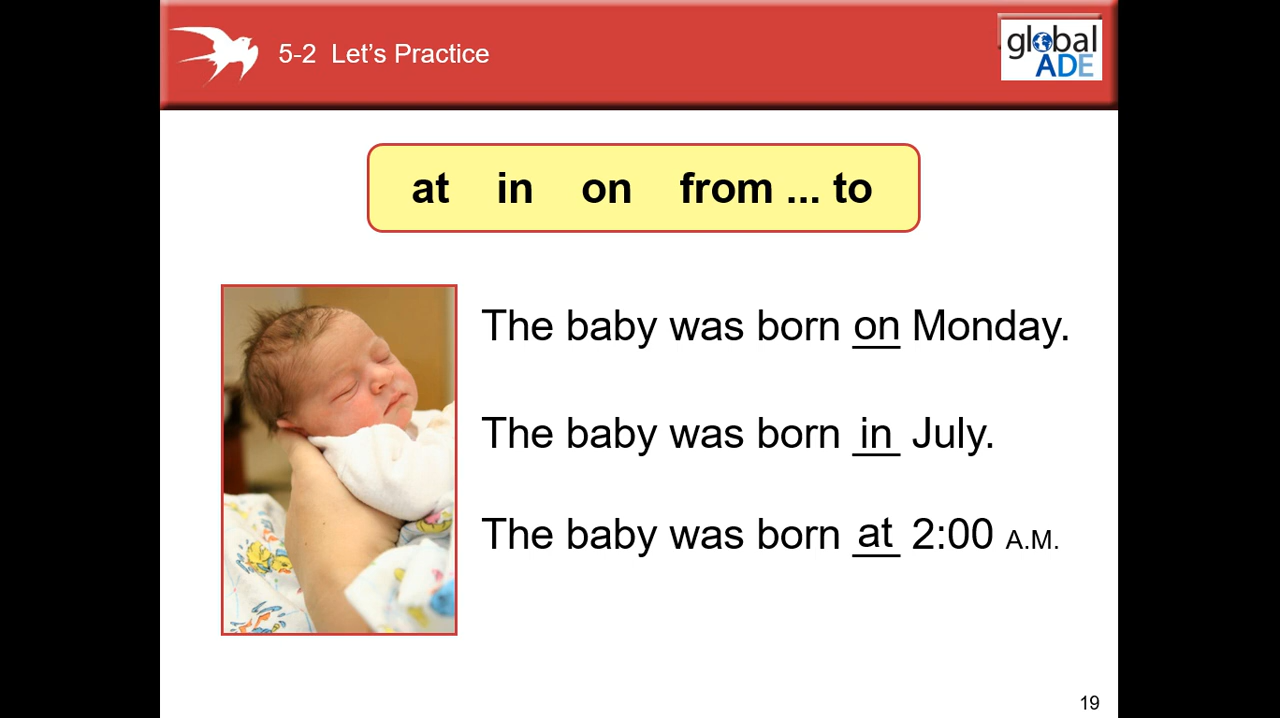 5-2 Let's Practice
global
ADE
at in on from ... to
The baby was born on Monday.
The baby was born in July.
The baby was born at 2:00 A.M.
19